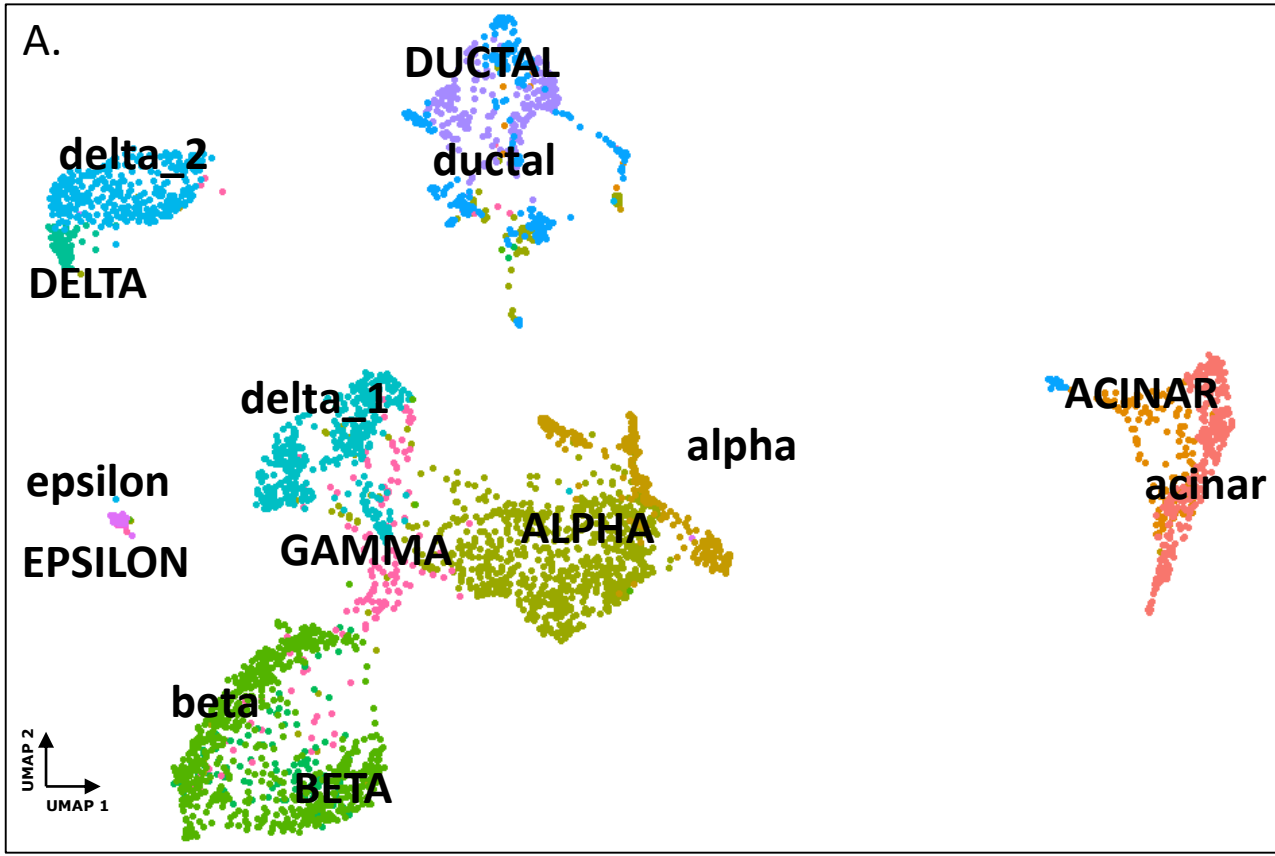 A.
DUCTAL
delta_2
ductal
DELTA
delta_1
ACINAR
alpha
epsilon
acinar
GAMMA
ALPHA
EPSILON
beta
BETA
UMAP 2
UMAP 1